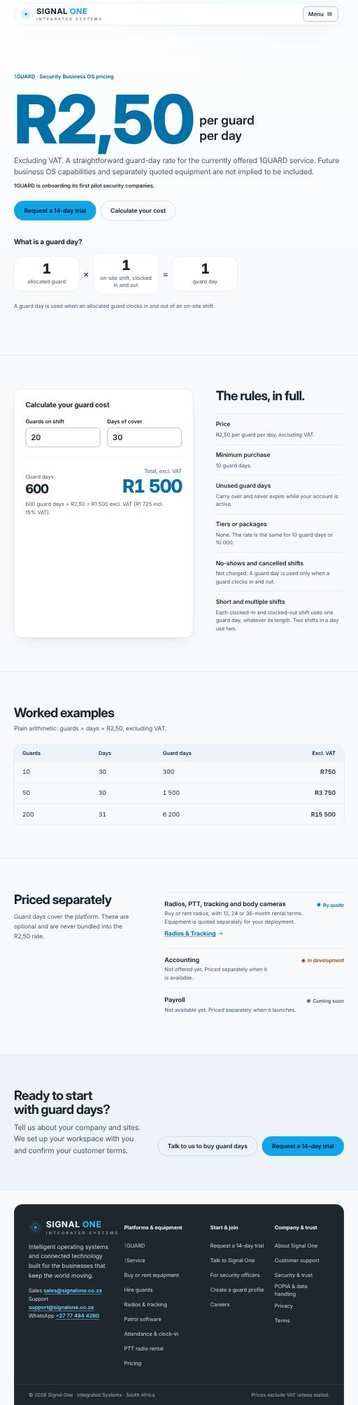 SIGNAL ONE
INTEGRATED SYSTEMS
Menu
1GUARD · Security Business OS pricing
R2,50 per guard
per day
Excluding VAT. A straightforward guard-day rate for the currently offered 1GUARD service. Future
business OS capabilities and separately quoted equipment are not implied to be included.
1GUARD is onboarding its first pilot security companies.
Request a 14-day trial
Calculate your cost
What is a guard day?
1
allocated guard
×
1
on-site shift, clocked
in and out
=
1
guard day
A guard day is used when an allocated guard clocks in and out of an on-site shift.
Calculate your guard cost
Guards on shift
Days of cover
20
30
Guard days
600
Total, excl. VAT
R1 500
600 guard days × R2,50 = R1 500 excl. VAT (R1 725 incl.
15% VAT).
The rules, in full.
Price
R2,50 per guard per day, excluding VAT.
Minimum purchase
10 guard days.
Unused guard days
Carry over and never expire while your account is
active.
Tiers or packages
None. The rate is the same for 10 guard days or
10 000.
No-shows and cancelled shifts
Not charged. A guard day is used only when a
guard clocks in and out.
Short and multiple shifts
Each clocked-in and clocked-out shift uses one
guard day, whatever its length. Two shifts in a day
use two.
Worked examples
Plain arithmetic: guards × days × R2,50, excluding VAT.
Guards Days Guard days Excl. VAT
10 30 300 R750
50 30 1 500 R3 750
200 31 6 200 R15 500
Priced separately
Guard days cover the platform. These are
optional and are never bundled into the
R2,50 rate.
Radios, PTT, tracking and body cameras
By quote
Buy or rent radios, with 12, 24 or 36-month rental terms.
Equipment is quoted separately for your deployment.
Radios & Tracking →
Accounting
In development
Not offered yet. Priced separately when it
is available.
Payroll
Coming soon
Not available yet. Priced separately when it launches.
Ready to start
with guard days?
Tell us about your company and sites.
We set up your workspace with you
and confirm your customer terms.
Talk to us to buy guard days
Request a 14-day trial
SIGNAL ONE
INTEGRATED SYSTEMS
Intelligent operating systems
and connected technology
built for the businesses that
keep the world moving.
Sales sales@signalone.co.za
Support
support@signalone.co.za
WhatsApp +27 77 484 4260
Platforms & equipment
1GUARD
1Service
Buy or rent equipment
Hire guards
Radios & tracking
Patrol software
Attendance & clock-in
PTT radio rental
Pricing
Start & join
Request a 14-day trial
Talk to Signal One
For security officers
Create a guard profile
Careers
Company & trust
About Signal One
Customer support
Security & trust
POPIA & data
handling
Privacy
Terms
© 2026 Signal One · Integrated Systems · South Africa
Prices exclude VAT unless stated.